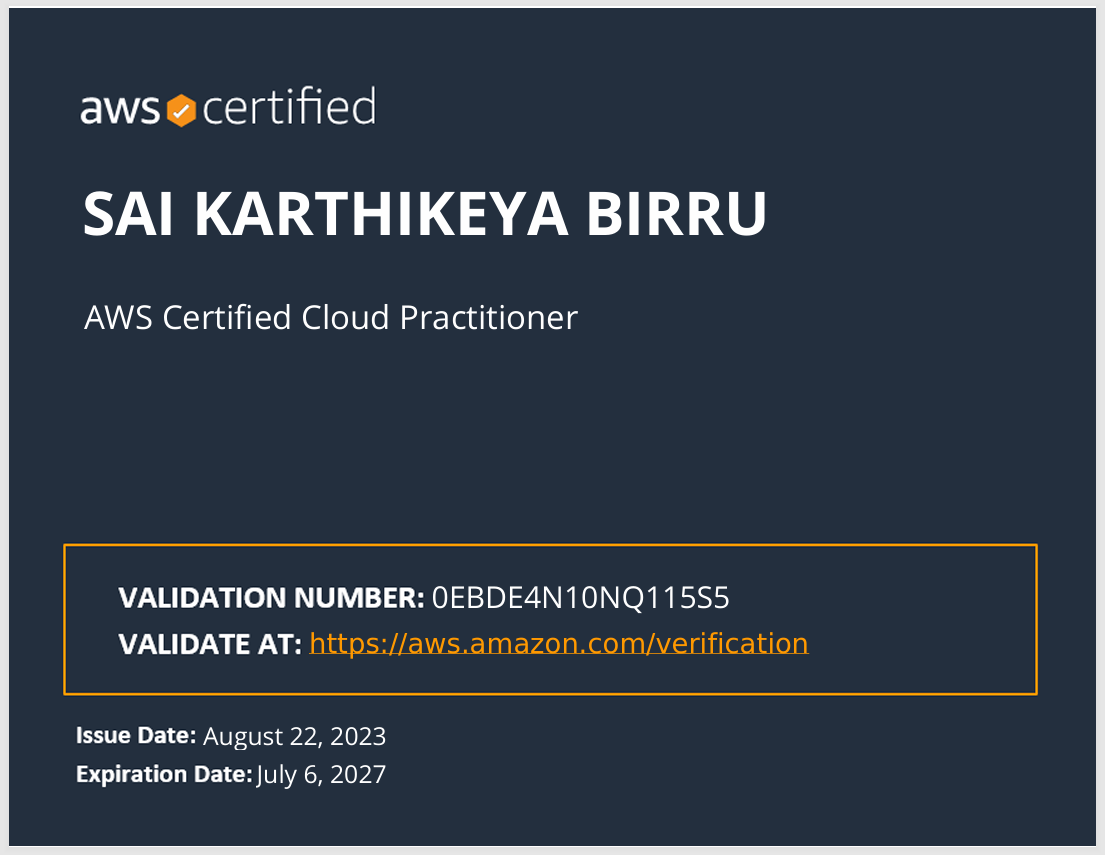 aws certified
SAI KARTHIKEYA BIRRU
AWS Certified Cloud Practitioner
VALIDATION NUMBER: 0EBDE4N10NQ115S5
VALIDATE AT: https://aws.amazon.com/verification
Issue Date: August 22, 2023
Expiration Date: July 6, 2027